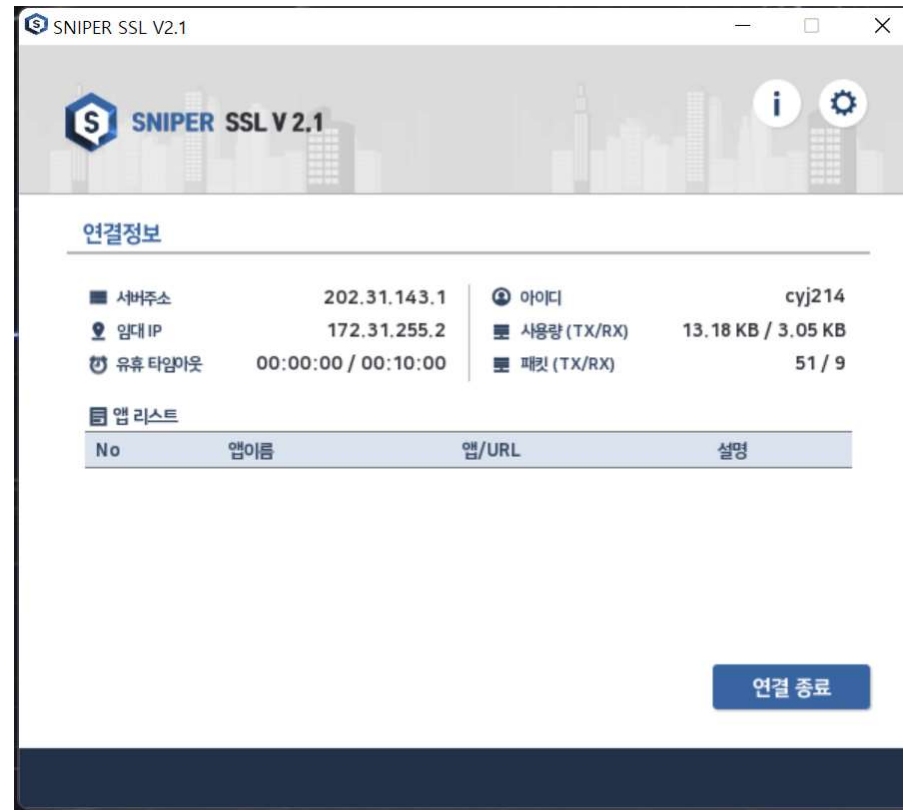 SNIPER SSL V2.1
SNIPER SSL V 2.1
연결정보
서버주소 202.31.143.1 아이디 cyj214
임대 IP 172.31.255.2 사용량 (TX/RX) 13.18 KB / 3.05 KB
유휴 타임아웃 00:00:00 / 00:10:00 패킷 (TX/RX) 51 / 9
앱 리스트
No 앱이름 앱/URL 설명
연결 종료